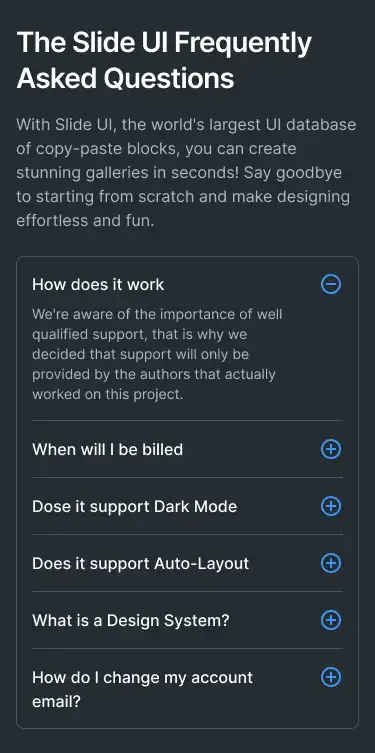 The Slide UI Frequently
Asked Questions
With Slide UI, the world's largest UI database
of copy-paste blocks, you can create
stunning galleries in seconds! Say goodbye
to starting from scratch and make designing
effortless and fun.
How does it work
We're aware of the importance of well
qualified support, that is why we
decided that support will only be
provided by the authors that actually
worked on this project.
When will I be billed
Dose it support Dark Mode
Does it support Auto-Layout
What is a Design System?
How do I change my account
email?